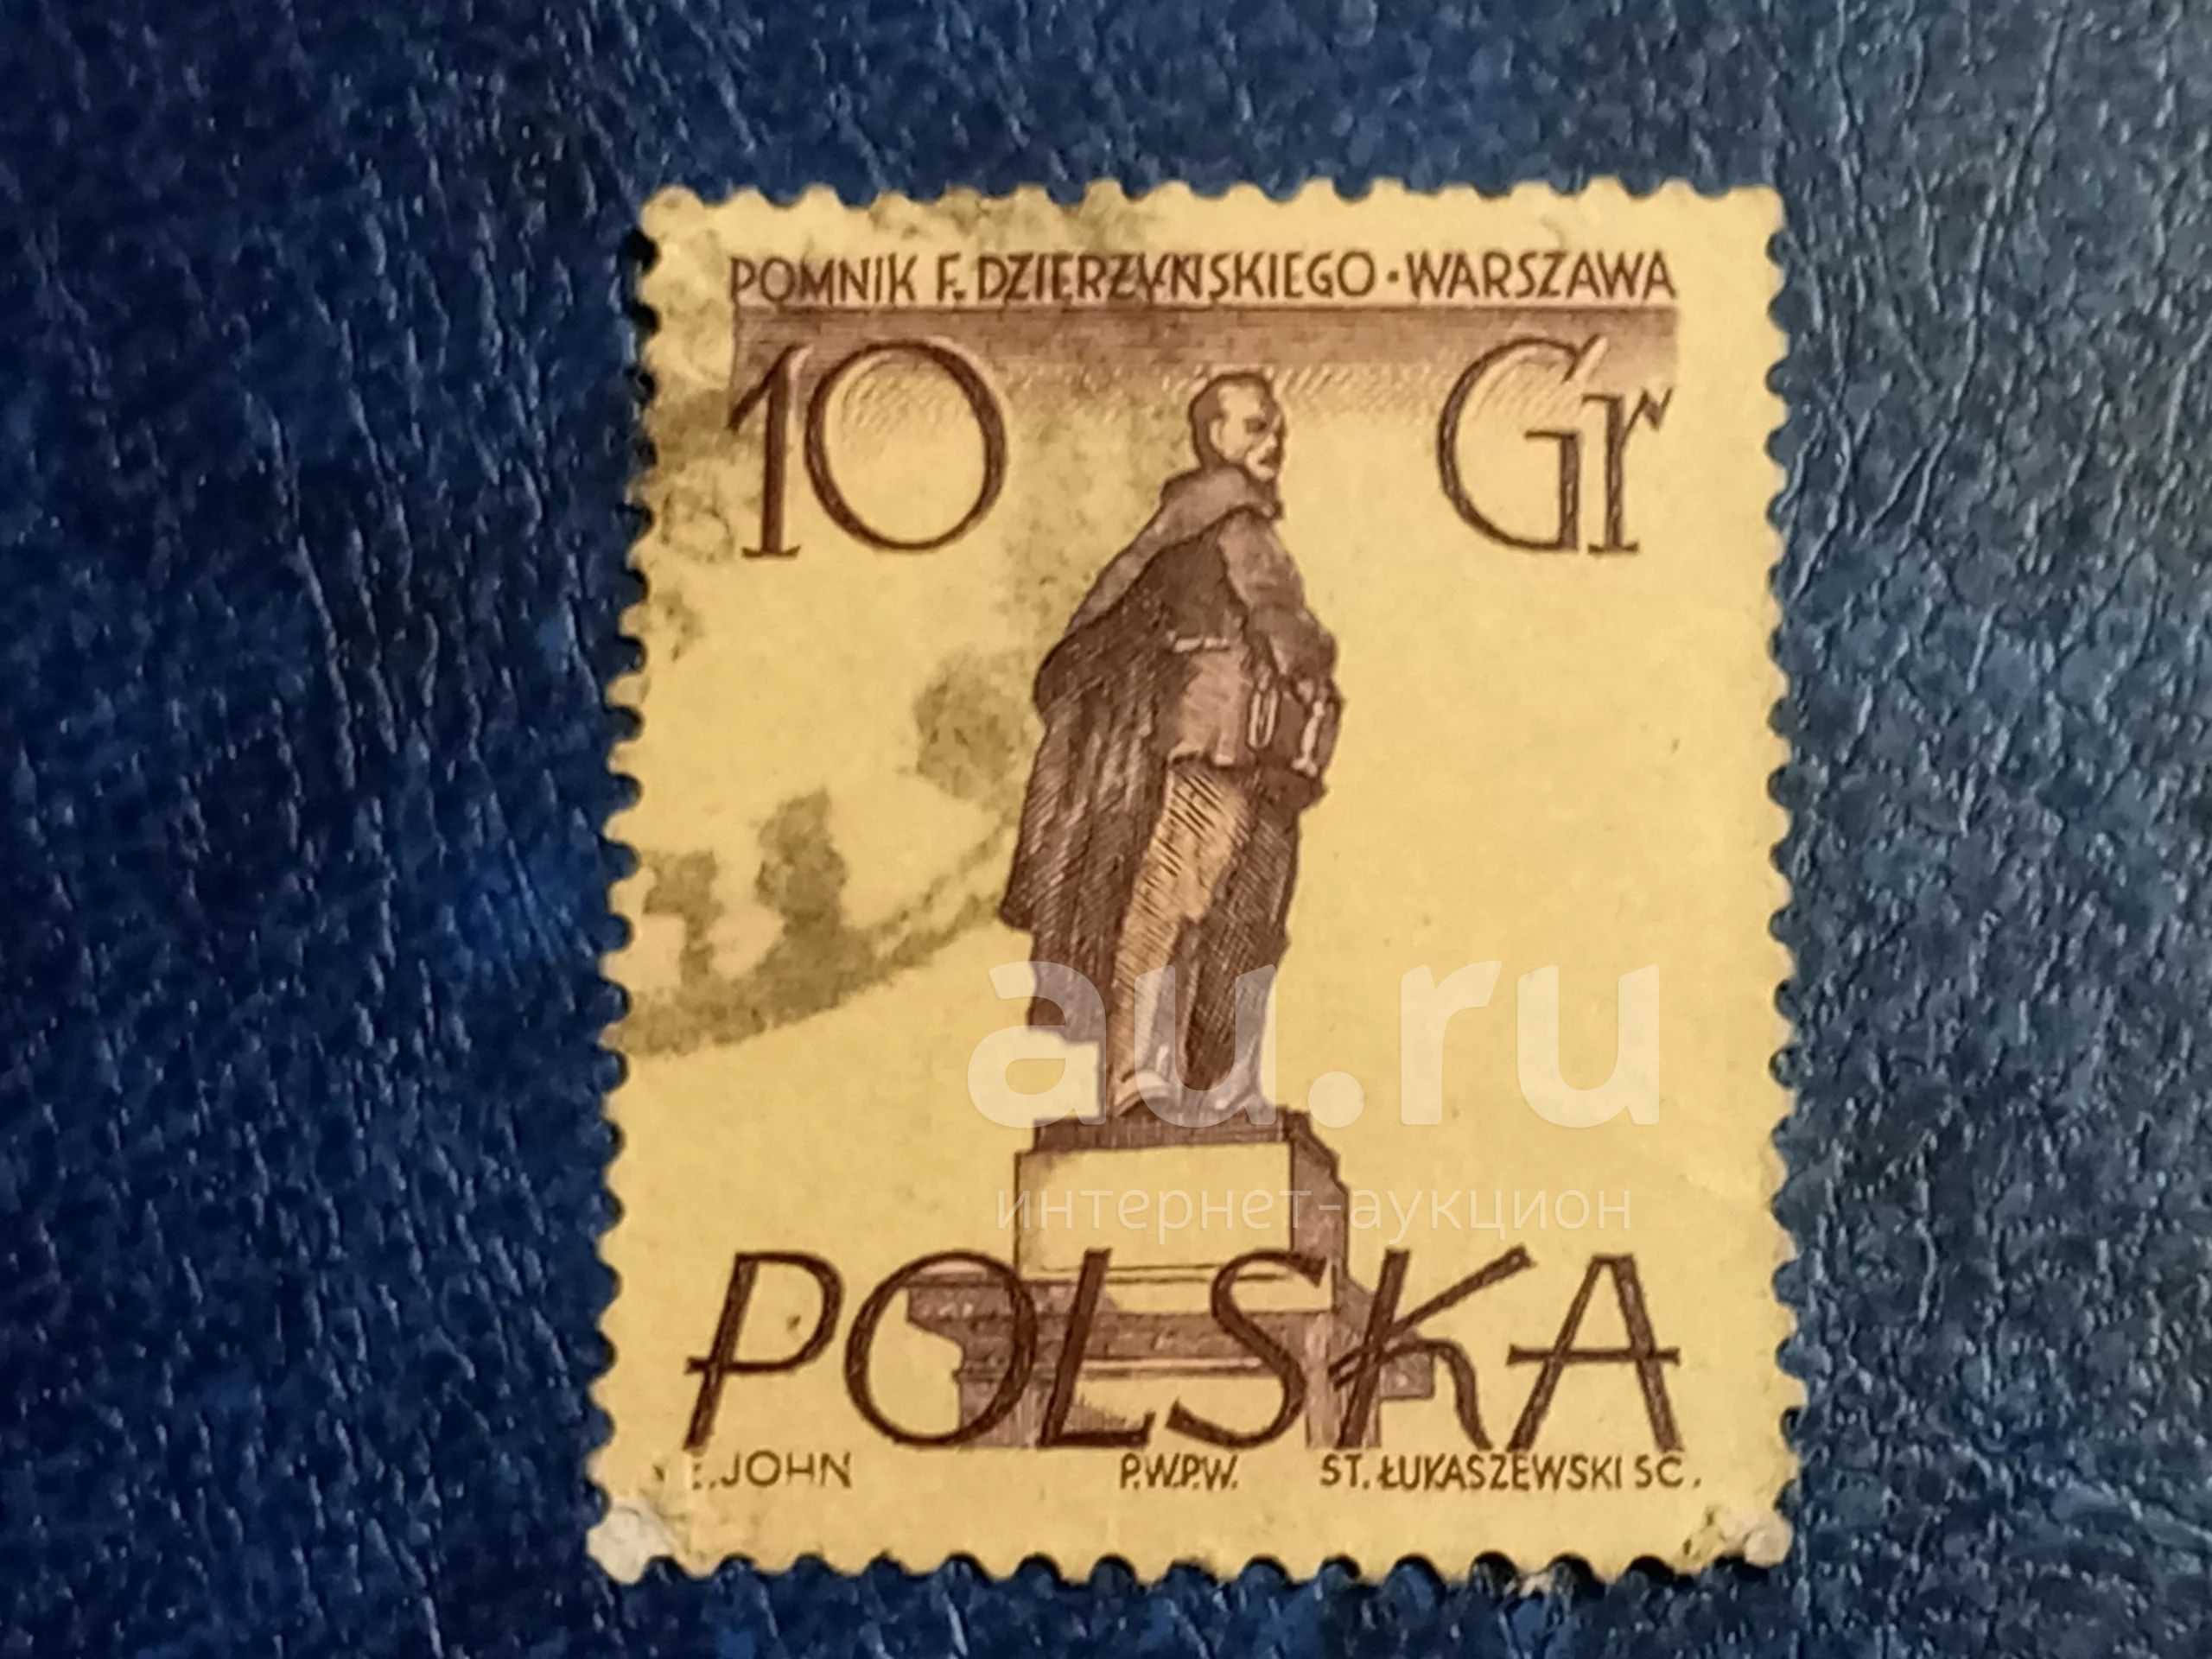 POMNIK F. DZIERŻYŃSKIEGO • WARSZAWA
10 Gr
au.ru
интернет-аукцион
POLSKA
JOHN P.W.P.W. ST. ŁUKASZEWSKI SC.